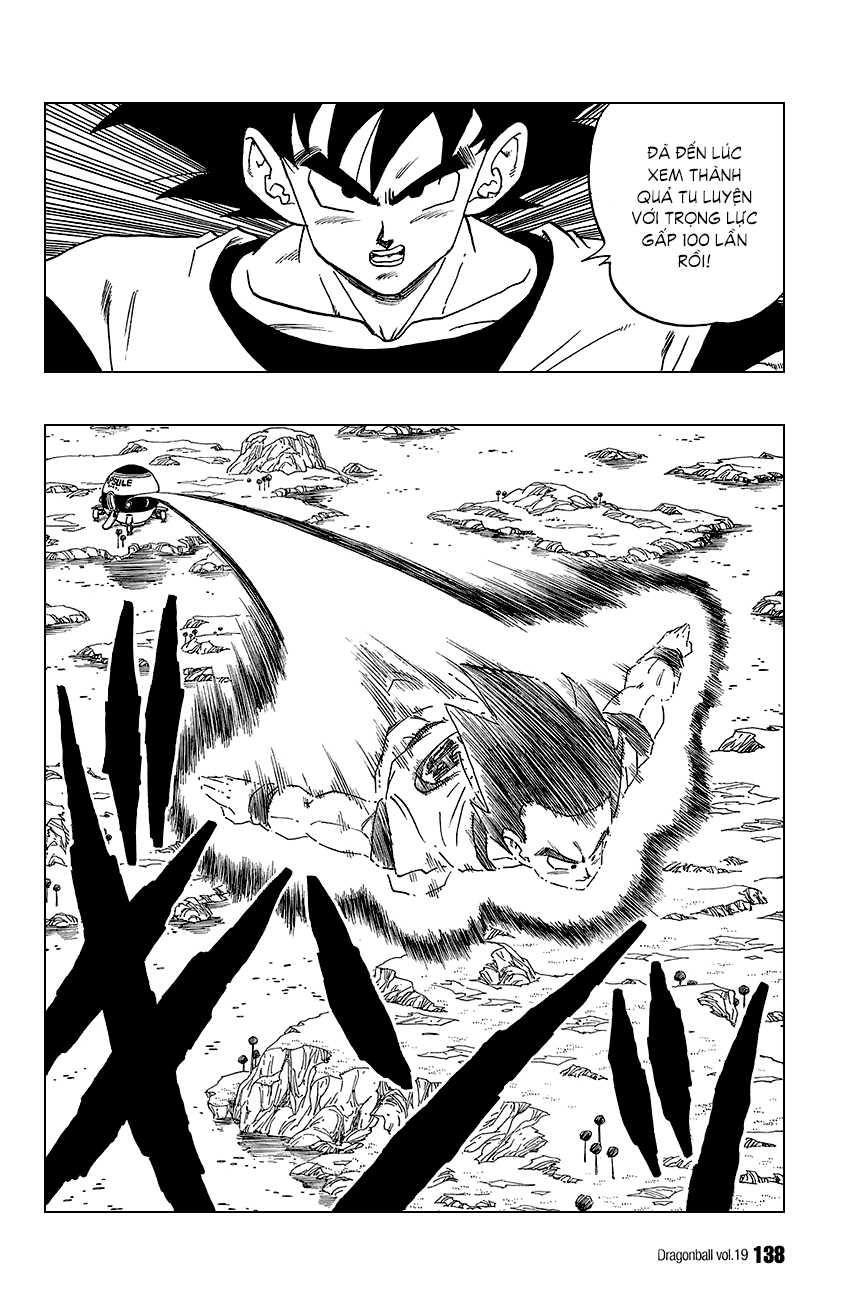 ĐÃ ĐẾN LÚC
XEM THÀNH
QUẢ TU LUYỆN
VỚI TRỌNG LỰC
GẤP 100 LẦN
RỒI!
PSULE
Dragonball vol.19 138